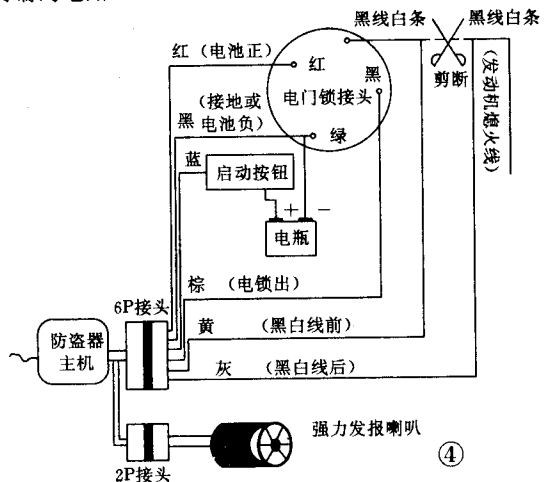 黑线白条 黑线白条
红（电池正）
红
黑
剪断
（发动机熄火线）
电门锁接头
（接地或
黑 电池负）
绿
蓝
启动按钮
+ −
电瓶
棕（电锁出）
6P接头
黄（黑白线前）
防盗器
主机
灰（黑白线后）
强力发报喇叭
2P接头
④